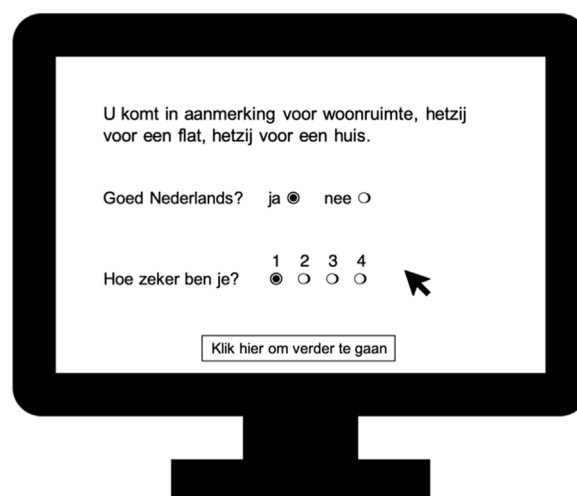 U komt in aanmerking voor woonruimte, hetzij
voor een flat, hetzij voor een huis.
Goed Nederlands? ja nee
1 2 3 4
Hoe zeker ben je?
Klik hier om verder te gaan